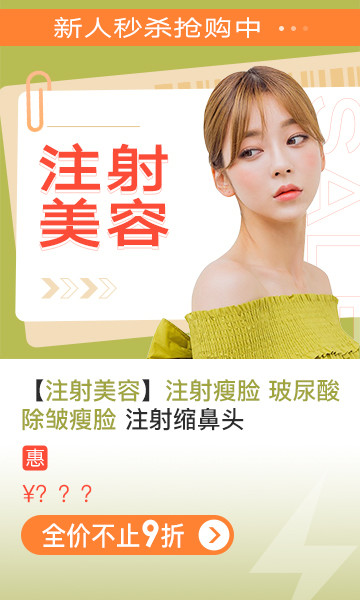 新人秒杀抢购中
注射
美容
SALE
【注射美容】注射瘦脸 玻尿酸
除皱瘦脸 注射缩鼻头
惠
¥？？？
全价不止9折